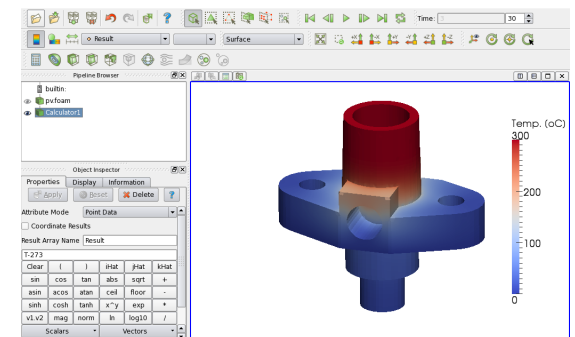 Time: 3 30
Result Surface
Pipeline Browser
builtin:
pv.foam
Calculator1
Object Inspector
Properties Display Information
Apply Reset Delete ?
Attribute Mode Point Data
Coordinate Results
Result Array Name Result
T-273
Clear ( ) iHat jHat kHat
sin cos tan abs sqrt +
asin acos atan ceil floor -
sinh cosh tanh x^y exp *
v1.v2 mag norm ln log10 /
Scalars Vectors
Temp. (oC)
300
200
100
0